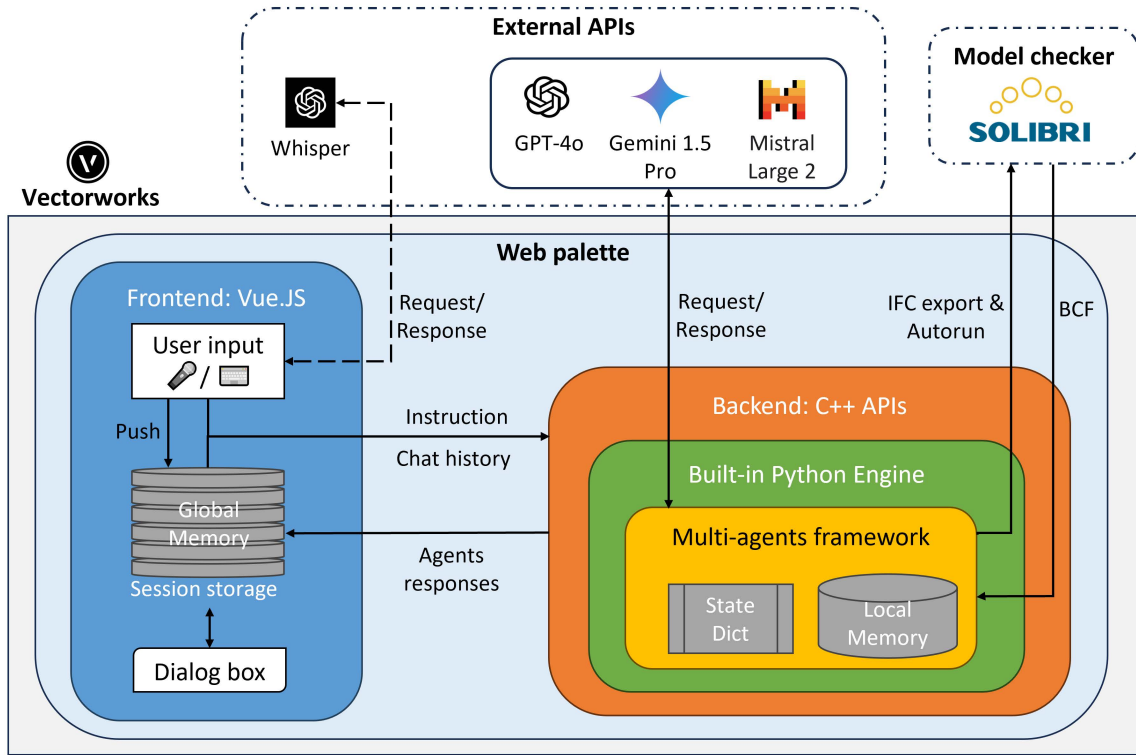 External APIs
Whisper
GPT-4o
Gemini 1.5
Pro
Mistral
Large 2
Model checker
SOLIBRI
V
Vectorworks
Web palette
Frontend: Vue.JS
User input
/
Push
Global
Memory
Session storage
Dialog box
Request/
Response
Instruction
Chat history
Agents
responses
Request/
Response
IFC export &
Autorun
BCF
Backend: C++ APIs
Built-in Python Engine
Multi-agents framework
State
Dict
Local
Memory